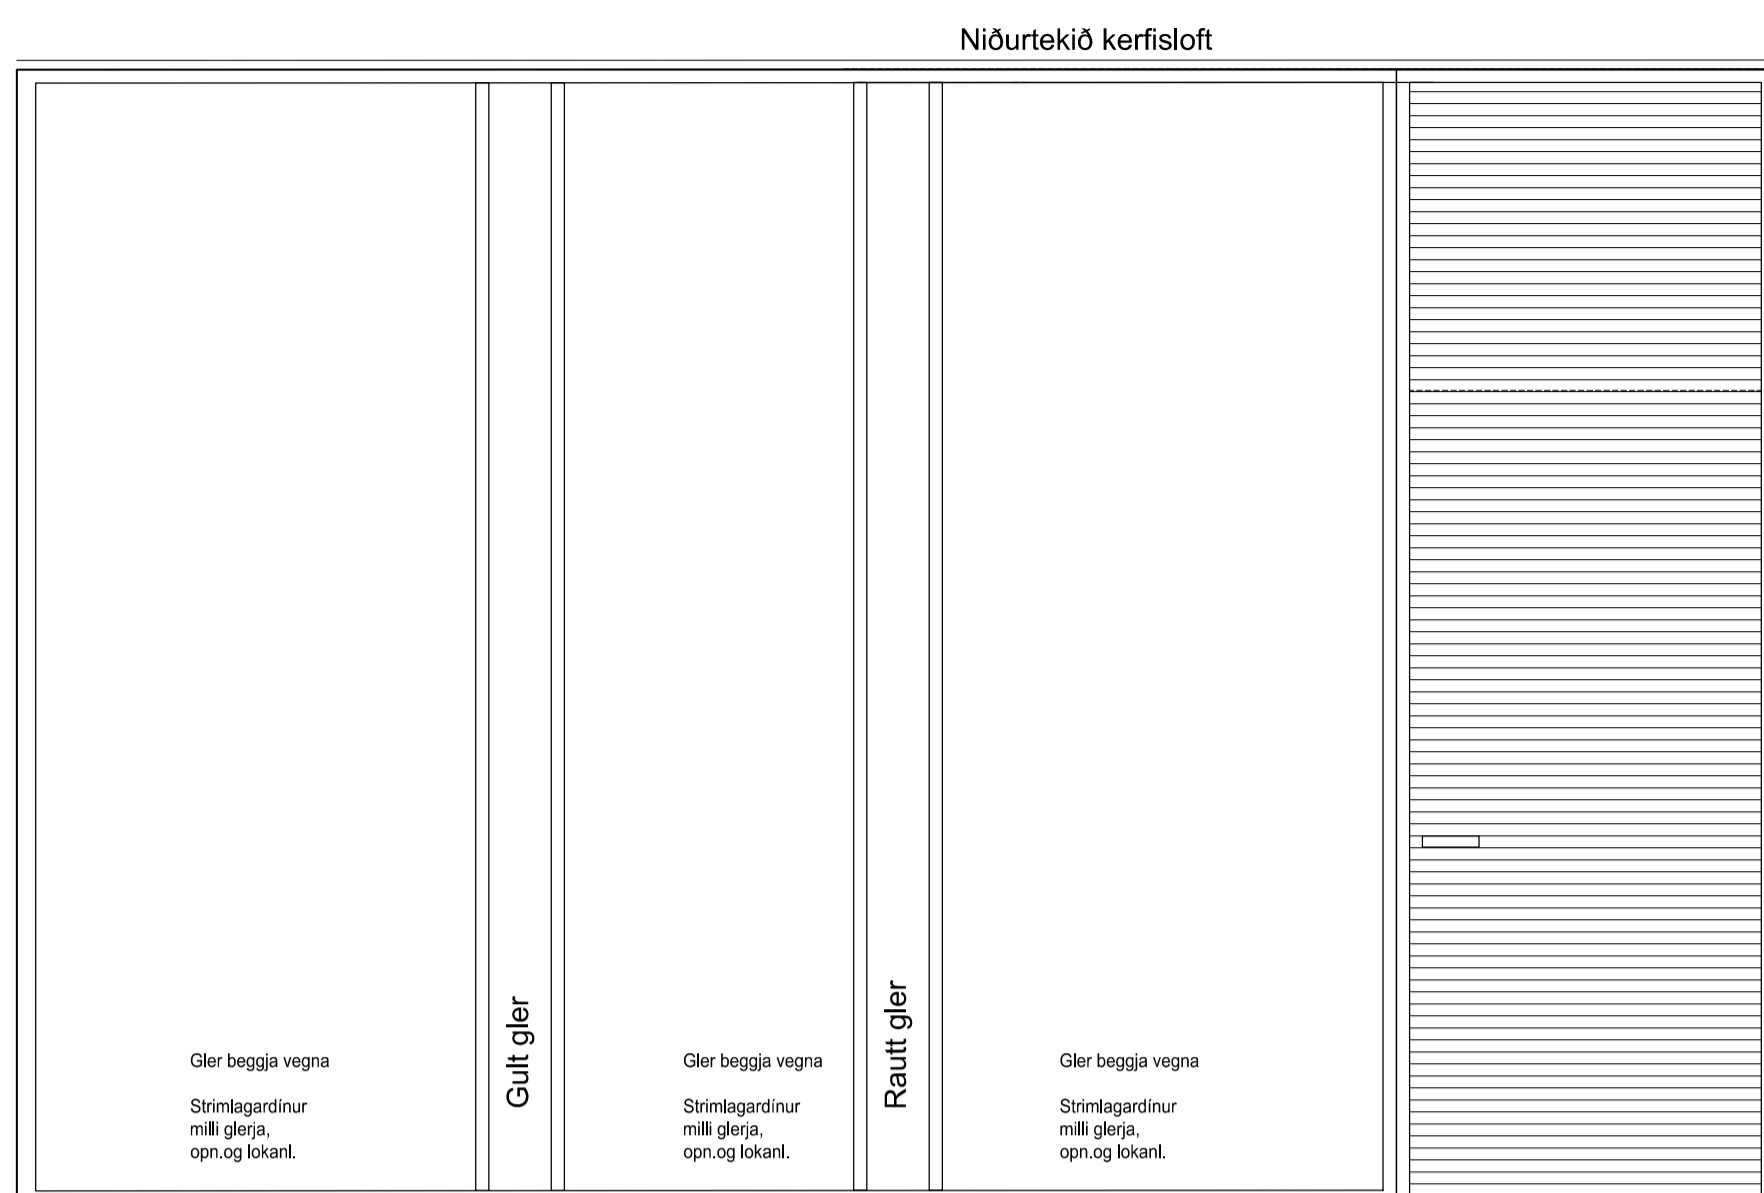 Niðurtekið kerfisloft
Gler beggja vegna
Strimlagardínur
milli glerja,
opn.og lokanl.
Gult gler
Gler beggja vegna
Strimlagardínur
milli glerja,
opn.og lokanl.
Rautt gler
Gler beggja vegna
Strimlagardínur
milli glerja,
opn.og lokanl.